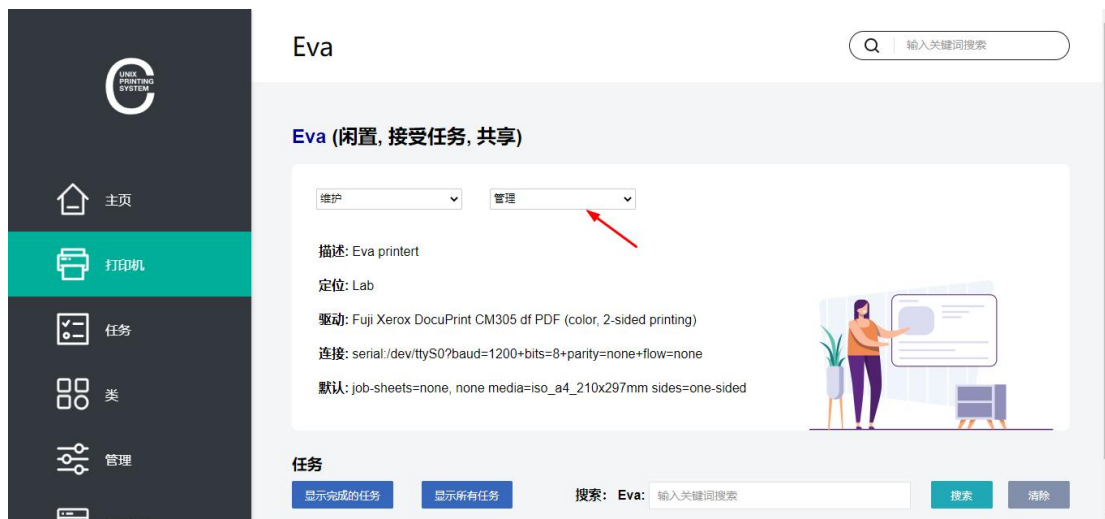 UNIX
PRINTING
SYSTEM
主页
打印机
任务
类
管理
Eva
输入关键词搜索
Eva (闲置, 接受任务, 共享)
维护
管理
描述: Eva printert
定位: Lab
驱动: Fuji Xerox DocuPrint CM305 df PDF (color, 2-sided printing)
连接: serial:/dev/ttyS0?baud=1200+bits=8+parity=none+flow=none
默认: job-sheets=none, none media=iso_a4_210x297mm sides=one-sided
任务
显示完成的任务 显示所有任务 搜索: Eva: 输入关键词搜索 搜索 清除